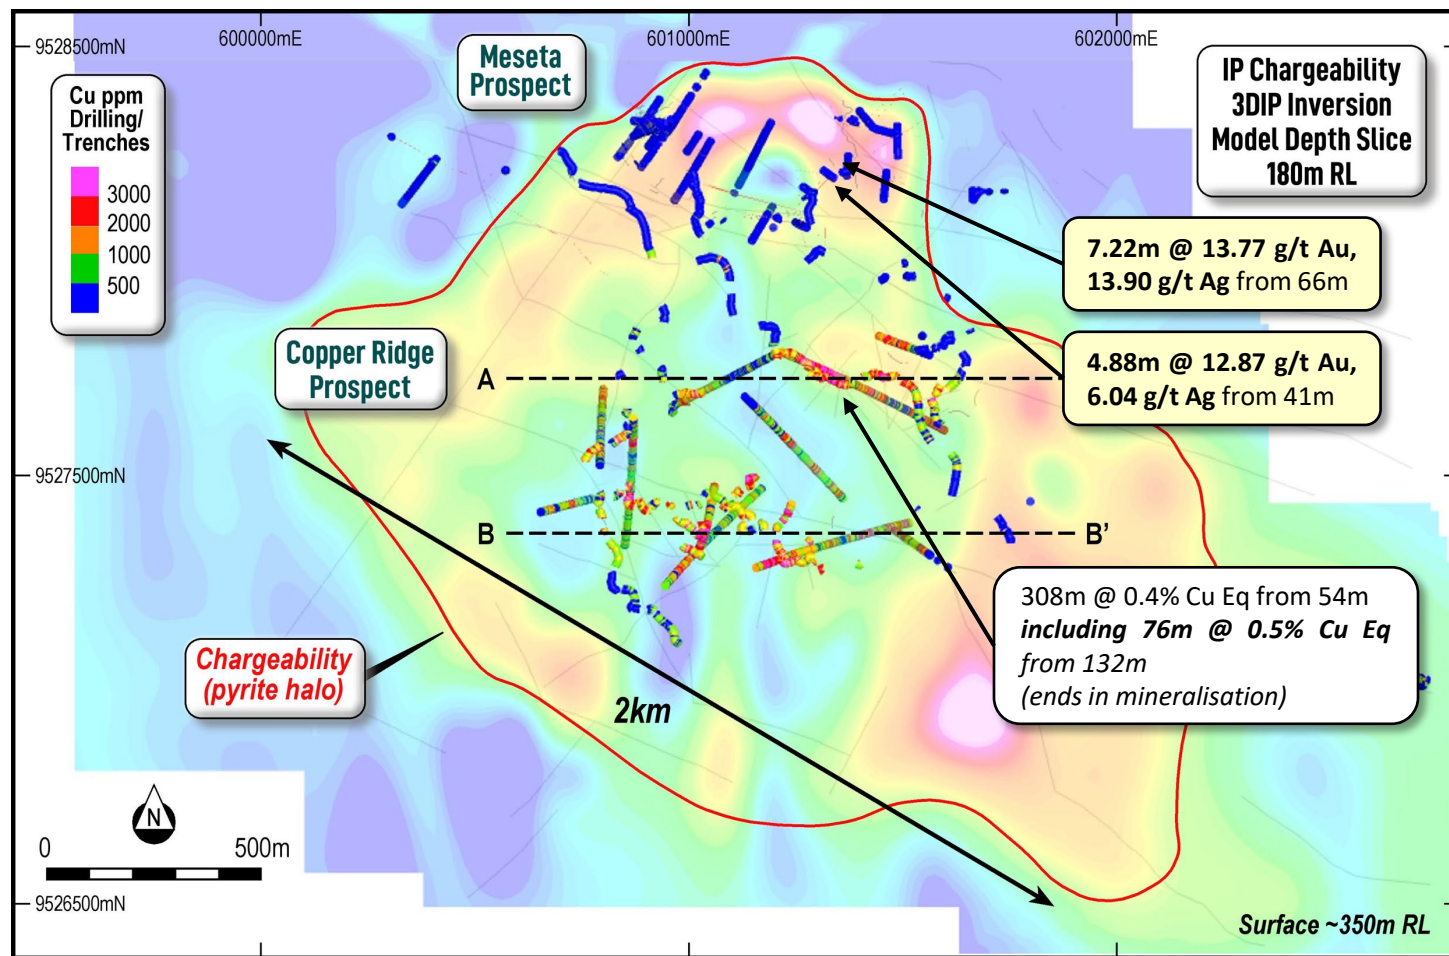 600000mE
601000mE
602000mE
9528500mN
Meseta
Prospect
IP Chargeability
3DIP Inversion
Model Depth Slice
180m RL
Cu ppm
Drilling/
Trenches
3000
2000
1000
500
7.22m @ 13.77 g/t Au,
13.90 g/t Ag from 66m
4.88m @ 12.87 g/t Au,
6.04 g/t Ag from 41m
Copper Ridge
Prospect
A
9527500mN
B
B'
308m @ 0.4% Cu Eq from 54m
including 76m @ 0.5% Cu Eq
from 132m
(ends in mineralisation)
Chargeability
(pyrite halo)
2km
N
0
500m
9526500mN
Surface ~350m RL